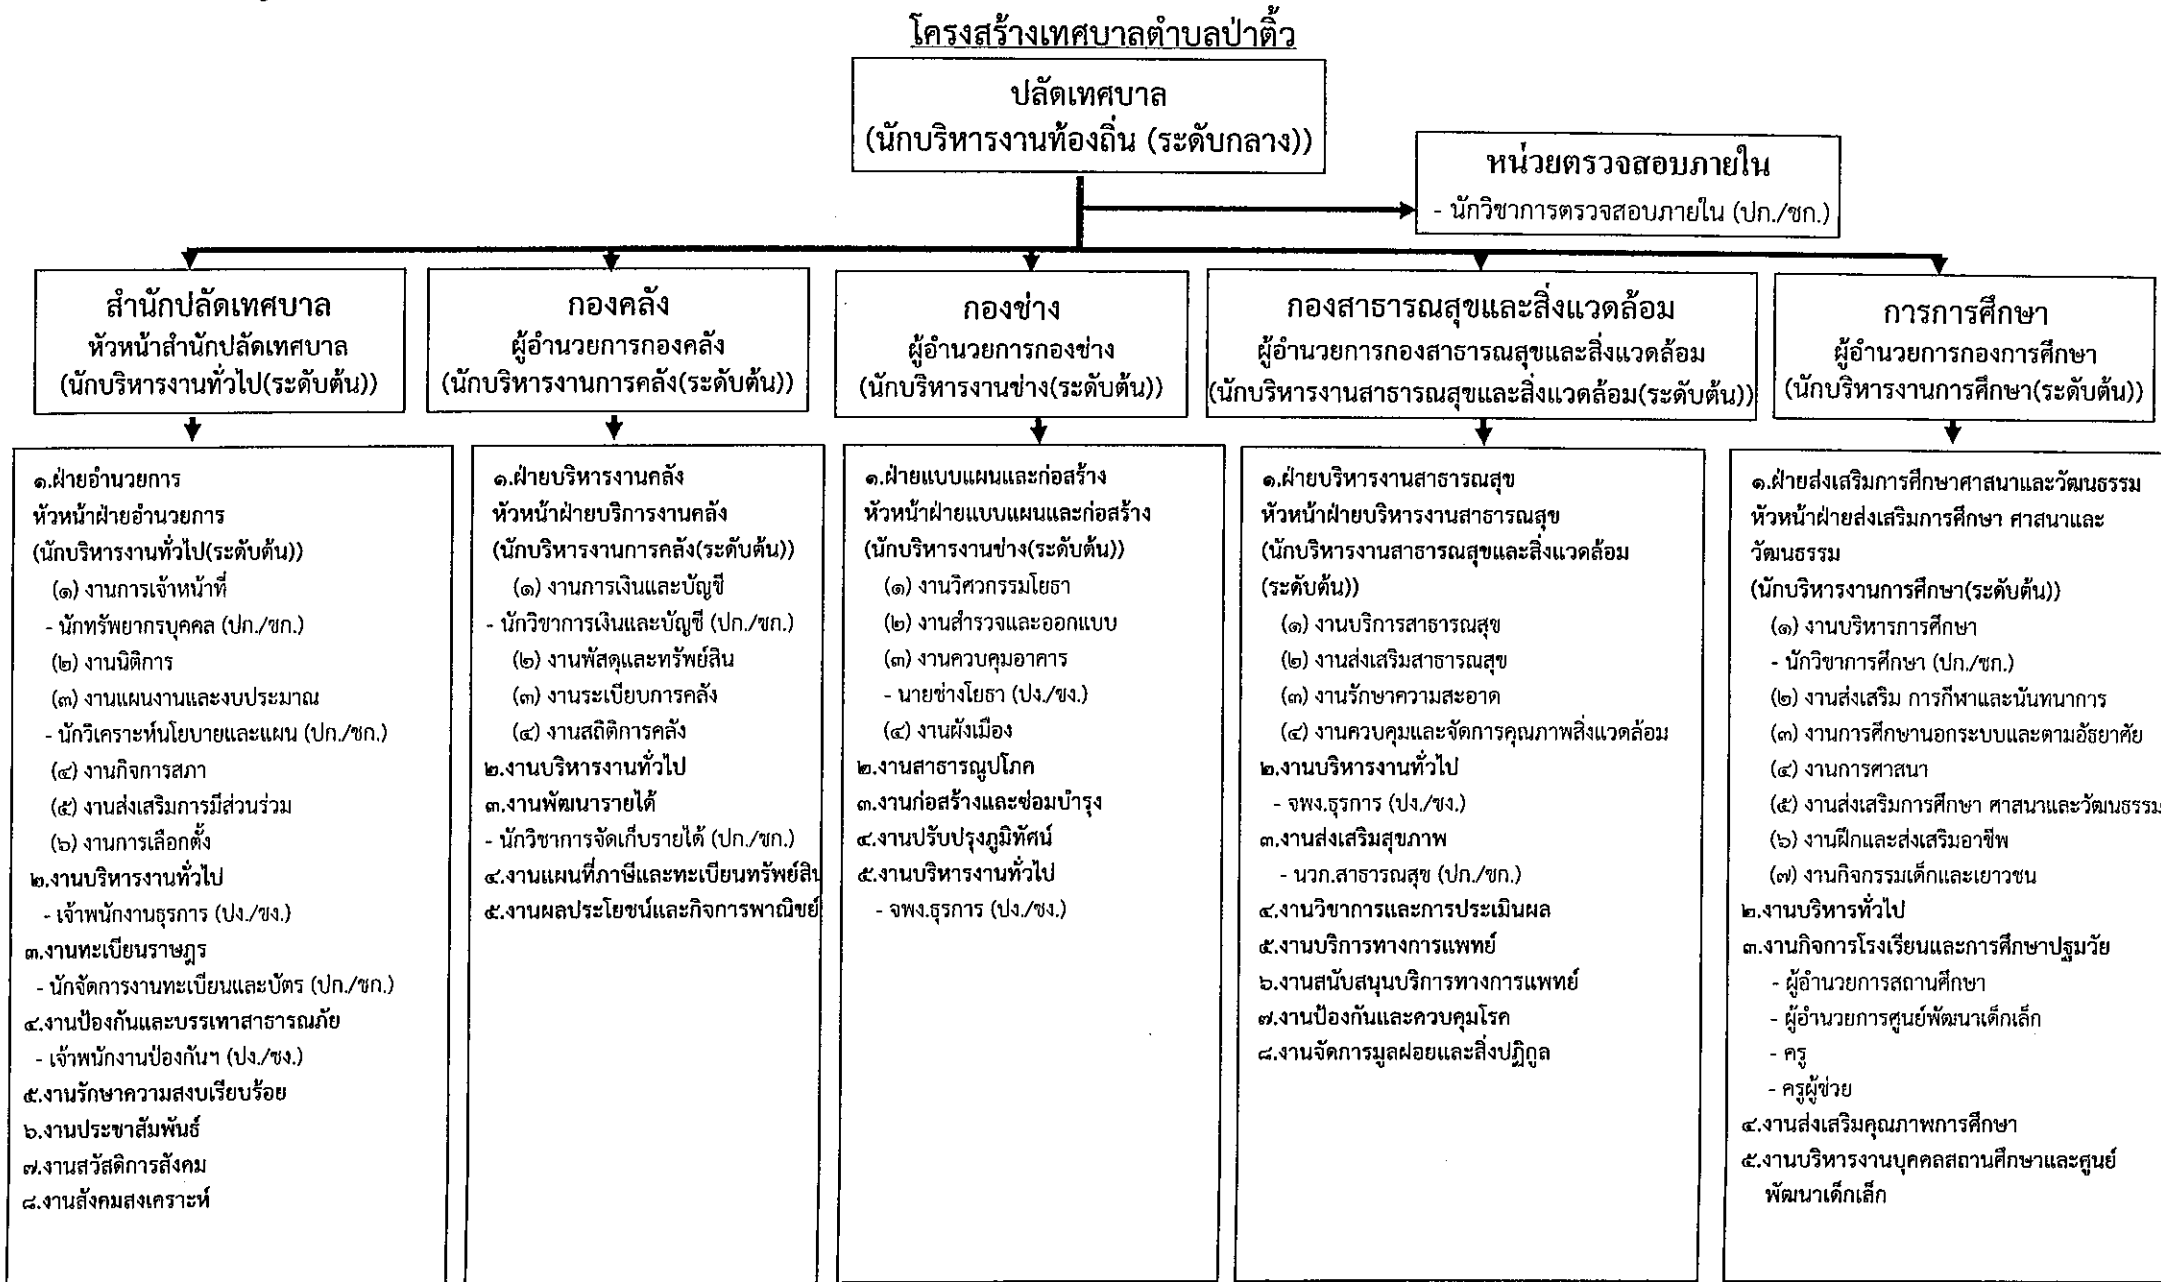 โครงสร้างเทศบาลตำบลป่าติ้ว
ปลัดเทศบาล
(นักบริหารงานท้องถิ่น (ระดับกลาง))
หน่วยตรวจสอบภายใน
- นักวิชาการตรวจสอบภายใน (ปก./ชก.)
สำนักปลัดเทศบาล
หัวหน้าสำนักปลัดเทศบาล
(นักบริหารงานทั่วไป(ระดับต้น))
กองคลัง
ผู้อำนวยการกองคลัง
(นักบริหารงานการคลัง(ระดับต้น))
กองช่าง
ผู้อำนวยการกองช่าง
(นักบริหารงานช่าง(ระดับต้น))
กองสาธารณสุขและสิ่งแวดล้อม
ผู้อำนวยการกองสาธารณสุขและสิ่งแวดล้อม
(นักบริหารงานสาธารณสุขและสิ่งแวดล้อม(ระดับต้น))
การการศึกษา
ผู้อำนวยการกองการศึกษา
(นักบริหารงานการศึกษา(ระดับต้น))
๑.ฝ่ายอำนวยการ
หัวหน้าฝ่ายอำนวยการ
(นักบริหารงานทั่วไป(ระดับต้น))
(๑) งานการเจ้าหน้าที่
- นักทรัพยากรบุคคล (ปก./ชก.)
(๒) งานนิติการ
(๓) งานแผนงานและงบประมาณ
- นักวิเคราะห์นโยบายและแผน (ปก./ชก.)
(๔) งานกิจการสภา
(๕) งานส่งเสริมการมีส่วนร่วม
(๖) งานการเลือกตั้ง
๒.งานบริหารงานทั่วไป
- เจ้าพนักงานธุรการ (ปง./ชง.)
๓.งานทะเบียนราษฎร
- นักจัดการงานทะเบียนและบัตร (ปก./ชก.)
๔.งานป้องกันและบรรเทาสาธารณภัย
- เจ้าพนักงานป้องกันฯ (ปง./ชง.)
๕.งานรักษาความสงบเรียบร้อย
๖.งานประชาสัมพันธ์
๗.งานสวัสดิการสังคม
๘.งานสังคมสงเคราะห์
๑.ฝ่ายบริหารงานคลัง
หัวหน้าฝ่ายบริการงานคลัง
(นักบริหารงานการคลัง(ระดับต้น))
(๑) งานการเงินและบัญชี
- นักวิชาการเงินและบัญชี (ปก./ชก.)
(๒) งานพัสดุและทรัพย์สิน
(๓) งานระเบียบการคลัง
(๔) งานสถิติการคลัง
๒.งานบริหารงานทั่วไป
๓.งานพัฒนารายได้
- นักวิชาการจัดเก็บรายได้ (ปก./ชก.)
๔.งานแผนที่ภาษีและทะเบียนทรัพย์สิน
๕.งานผลประโยชน์และกิจการพาณิชย์
๑.ฝ่ายแบบแผนและก่อสร้าง
หัวหน้าฝ่ายแบบแผนและก่อสร้าง
(นักบริหารงานช่าง(ระดับต้น))
(๑) งานวิศวกรรมโยธา
(๒) งานสำรวจและออกแบบ
(๓) งานควบคุมอาคาร
- นายช่างโยธา (ปง./ชง.)
(๔) งานผังเมือง
๒.งานสาธารณูปโภค
๓.งานก่อสร้างและซ่อมบำรุง
๔.งานปรับปรุงภูมิทัศน์
๕.งานบริหารงานทั่วไป
- จพง.ธุรการ (ปง./ชง.)
๑.ฝ่ายบริหารงานสาธารณสุข
หัวหน้าฝ่ายบริหารงานสาธารณสุข
(นักบริหารงานสาธารณสุขและสิ่งแวดล้อม
(ระดับต้น))
(๑) งานบริการสาธารณสุข
(๒) งานส่งเสริมสาธารณสุข
(๓) งานรักษาความสะอาด
(๔) งานควบคุมและจัดการคุณภาพสิ่งแวดล้อม
๒.งานบริหารงานทั่วไป
- จพง.ธุรการ (ปง./ชง.)
๓.งานส่งเสริมสุขภาพ
- นวก.สาธารณสุข (ปก./ชก.)
๔.งานวิชาการและการประเมินผล
๕.งานบริการทางการแพทย์
๖.งานสนับสนุนบริการทางการแพทย์
๗.งานป้องกันและควบคุมโรค
๘.งานจัดการมูลฝอยและสิ่งปฏิกูล
๑.ฝ่ายส่งเสริมการศึกษาศาสนาและวัฒนธรรม
หัวหน้าฝ่ายส่งเสริมการศึกษา ศาสนาและ
วัฒนธรรม
(นักบริหารงานการศึกษา(ระดับต้น))
(๑) งานบริหารการศึกษา
- นักวิชาการศึกษา (ปก./ชก.)
(๒) งานส่งเสริม การกีฬาและนันทนาการ
(๓) งานการศึกษานอกระบบและตามอัธยาศัย
(๔) งานการศาสนา
(๕) งานส่งเสริมการศึกษา ศาสนาและวัฒนธรรม
(๖) งานฝึกและส่งเสริมอาชีพ
(๗) งานกิจกรรมเด็กและเยาวชน
๒.งานบริหารทั่วไป
๓.งานกิจการโรงเรียนและการศึกษาปฐมวัย
- ผู้อำนวยการสถานศึกษา
- ผู้อำนวยการศูนย์พัฒนาเด็กเล็ก
- ครู
- ครูผู้ช่วย
๔.งานส่งเสริมคุณภาพการศึกษา
๕.งานบริหารงานบุคคลสถานศึกษาและศูนย์
พัฒนาเด็กเล็ก